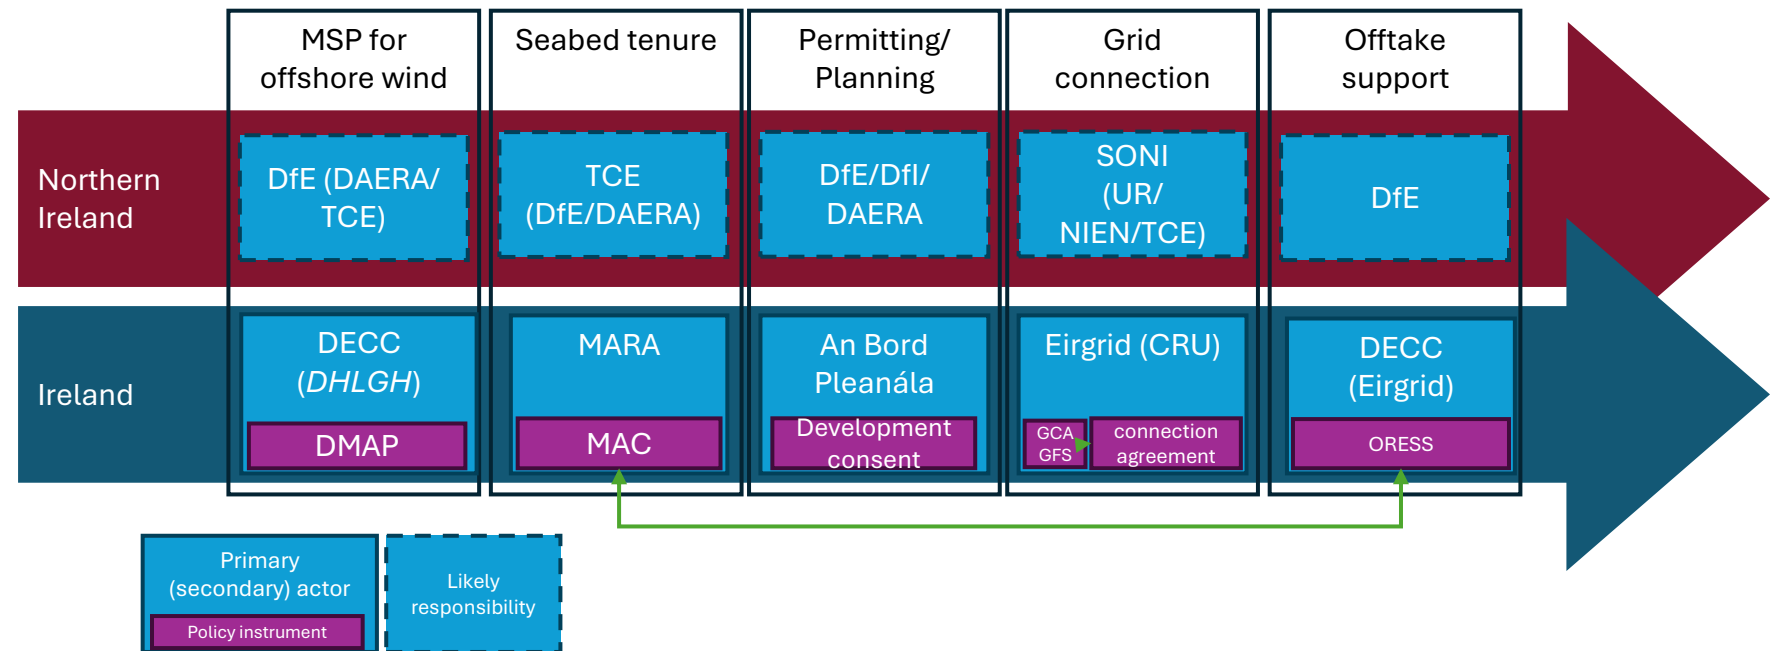 MSP for
offshore wind
Seabed tenure
Permitting/
Planning
Grid
connection
Offtake
support
Northern
Ireland
DfE (DAERA/
TCE)
TCE
(DfE/DAERA)
DfE/DfI/
DAERA
SONI
(UR/
NIEN/TCE)
DfE
Ireland
DECC
(DHLGH)
DMAP
MARA
MAC
An Bord
Pleanála
Development
consent
Eirgrid (CRU)
GCA
GFS
connection
agreement
DECC
(Eirgrid)
ORESS
Primary
(secondary) actor
Policy instrument
Likely
responsibility